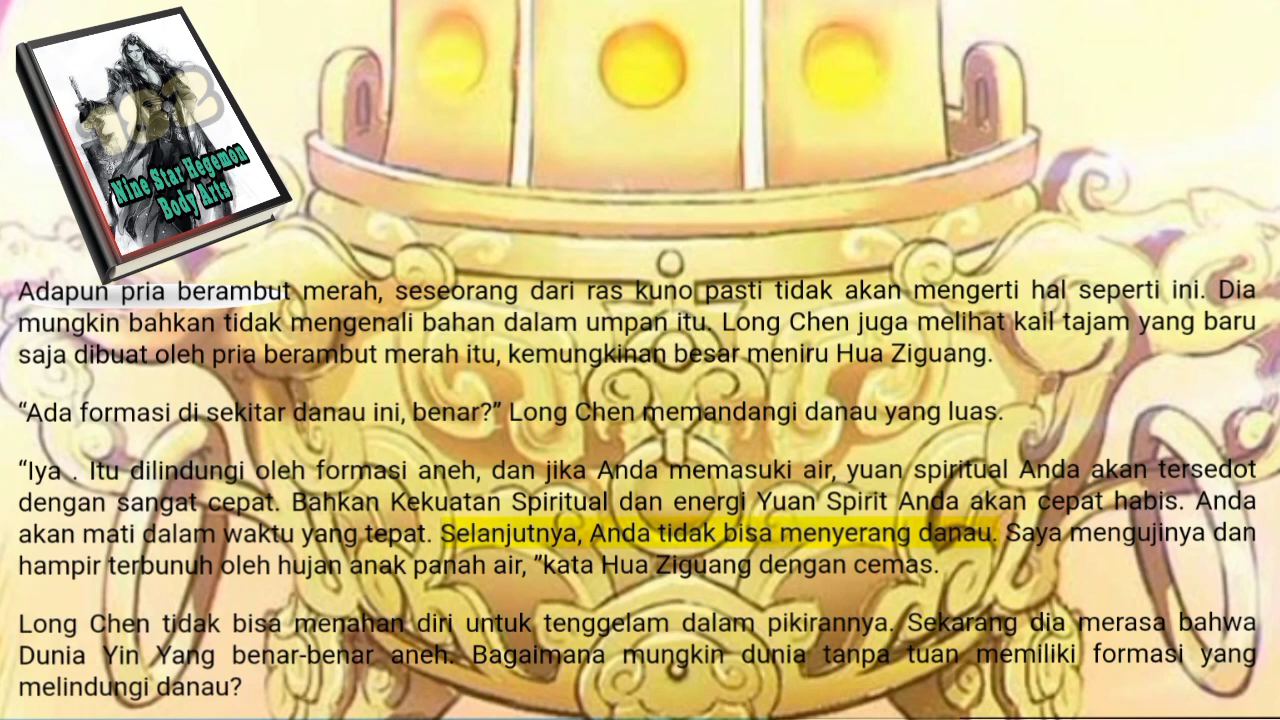 Nine Star Hegemon
Body Arts
Adapun pria berambut merah, seseorang dari ras kuno pasti tidak akan mengerti hal seperti ini. Dia
mungkin bahkan tidak mengenali bahan dalam umpan itu. Long Chen juga melihat kail tajam yang baru
saja dibuat oleh pria berambut merah itu, kemungkinan besar meniru Hua Ziguang.
“Ada formasi di sekitar danau ini, benar?” Long Chen memandangi danau yang luas.
“Iya . Itu dilindungi oleh formasi aneh, dan jika Anda memasuki air, yuan spiritual Anda akan tersedot
dengan sangat cepat. Bahkan Kekuatan Spiritual dan energi Yuan Spirit Anda akan cepat habis. Anda
akan mati dalam waktu yang tepat. Selanjutnya, Anda tidak bisa menyerang danau. Saya mengujinya dan
hampir terbunuh oleh hujan anak panah air, ”kata Hua Ziguang dengan cemas.
Long Chen tidak bisa menahan diri untuk tenggelam dalam pikirannya. Sekarang dia merasa bahwa
Dunia Yin Yang benar-benar aneh. Bagaimana mungkin dunia tanpa tuan memiliki formasi yang
melindungi danau?